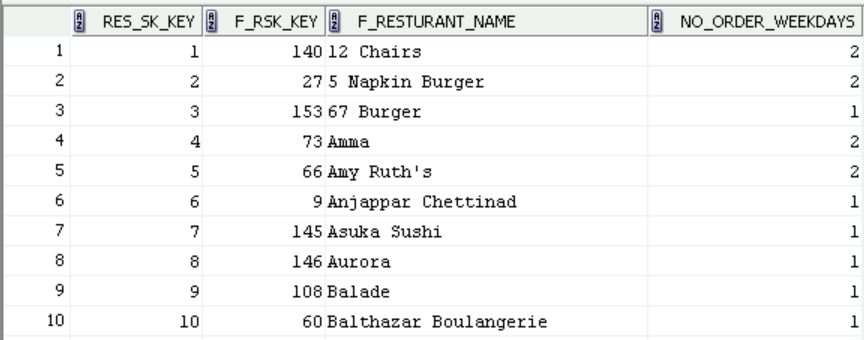 RES_SK_KEY F_RSK_KEY F_RESTURANT_NAME NO_ORDER_WEEKDAYS
1 1 140 12 Chairs 2
2 2 27 5 Napkin Burger 2
3 3 153 67 Burger 1
4 4 73 Amma 2
5 5 66 Amy Ruth's 2
6 6 9 Anjappar Chettinad 1
7 7 145 Asuka Sushi 1
8 8 146 Aurora 1
9 9 108 Balade 1
10 10 60 Balthazar Boulangerie 1